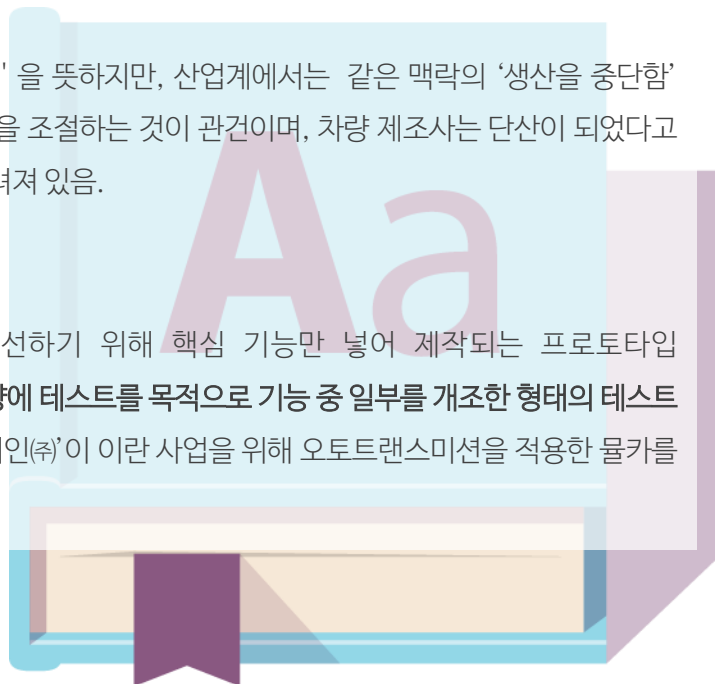 ' 을 뜻하지만, 산업계에서는 같은 맥락의 ‘생산을 중단함’
을 조절하는 것이 관건이며, 차량 제조사는 단산이 되었다고
져 있음.
Aa
선하기 위해 핵심 기능만 넣어 제작되는 프로토타입
에 테스트를 목적으로 기능 중 일부를 개조한 형태의 테스트
인㈜’이 이란 사업을 위해 오토트랜스미션을 적용한 뮬카를